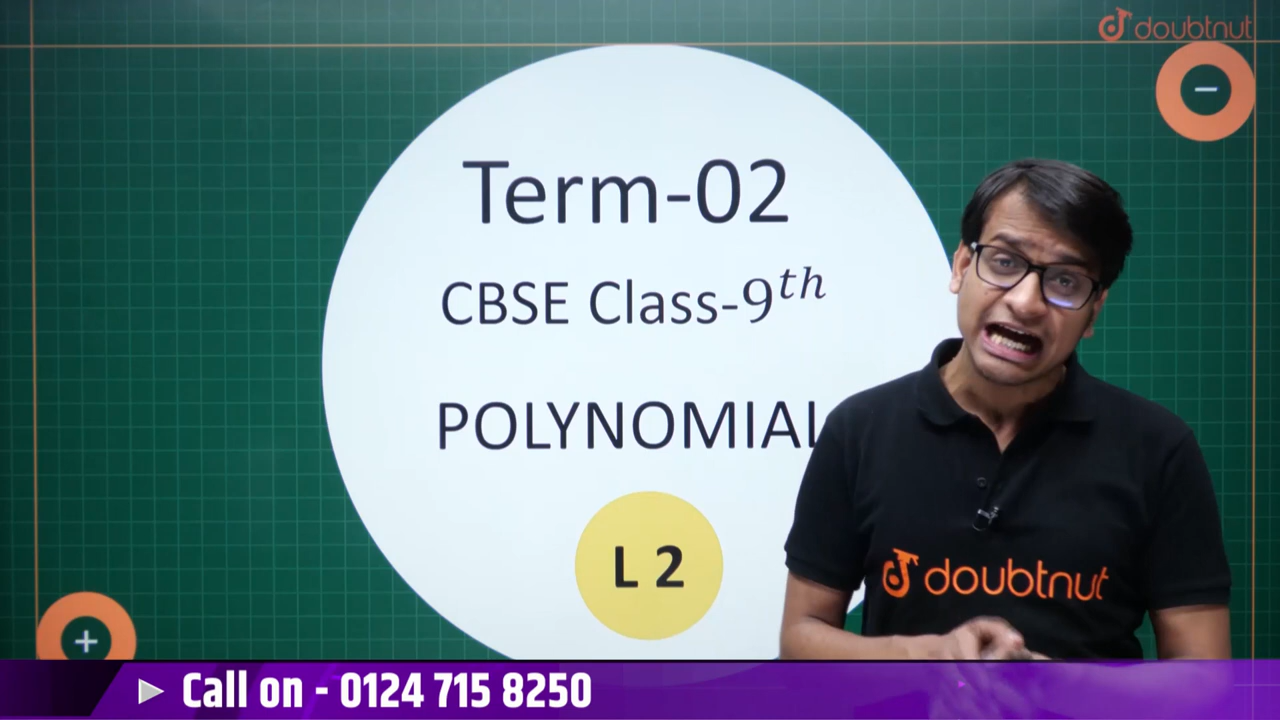 doubtnut
Term-02
CBSE Class-9th
POLYNOMIAL
L 2
doubtnut
Call on - 0124 715 8250